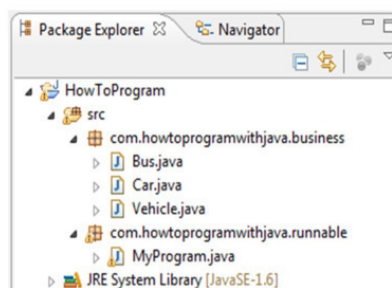 Package Explorer Navigator
HowToProgram
src
com.howtoprogramwithjava.business
Bus.java
Car.java
Vehicle.java
com.howtoprogramwithjava.runnable
MyProgram.java
JRE System Library [JavaSE-1.6]